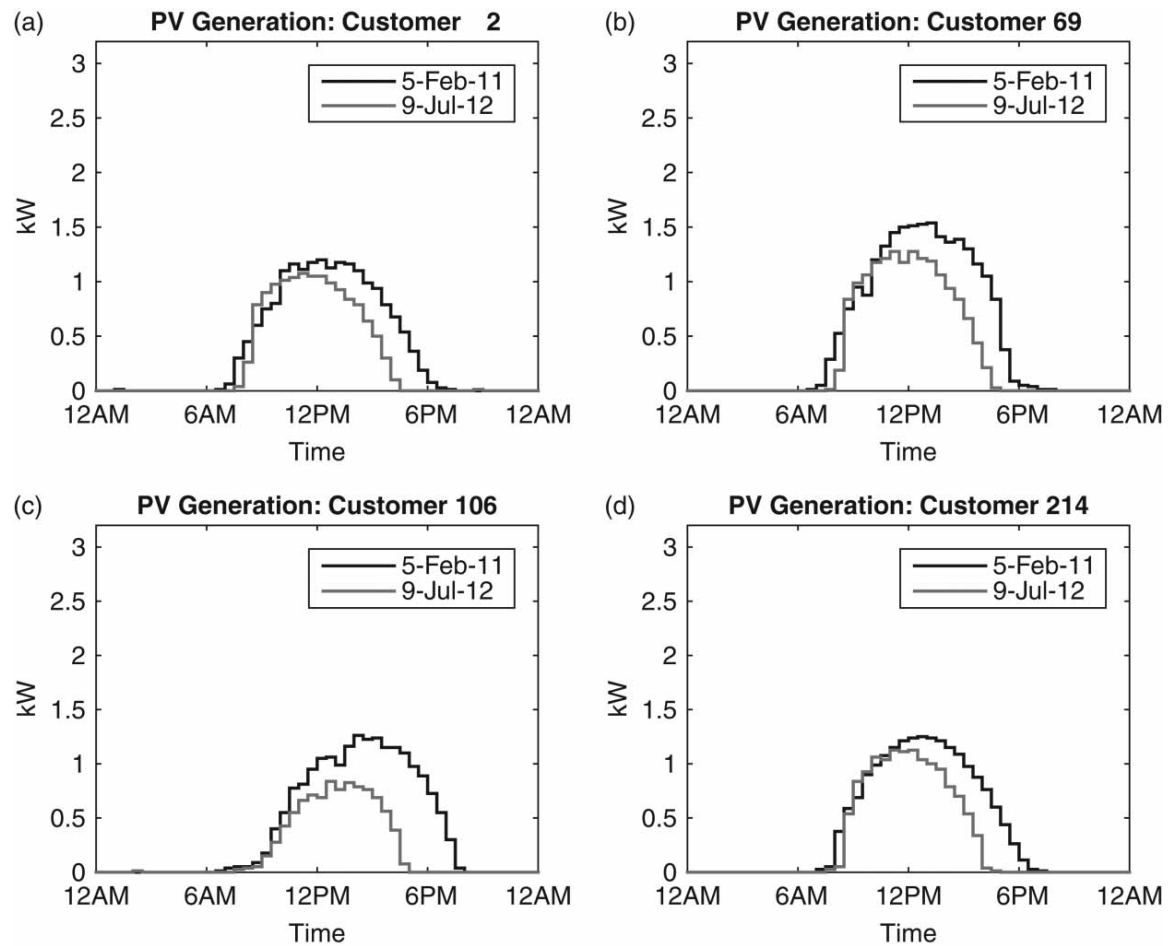 (a) PV Generation: Customer 2
5-Feb-11
9-Jul-12
3
2.5
2
1.5
1
0.5
0
kW
12AM 6AM 12PM 6PM 12AM
Time
(b) PV Generation: Customer 69
5-Feb-11
9-Jul-12
3
2.5
2
1.5
1
0.5
0
kW
12AM 6AM 12PM 6PM 12AM
Time
(c) PV Generation: Customer 106
5-Feb-11
9-Jul-12
3
2.5
2
1.5
1
0.5
0
kW
12AM 6AM 12PM 6PM 12AM
Time
(d) PV Generation: Customer 214
5-Feb-11
9-Jul-12
3
2.5
2
1.5
1
0.5
0
kW
12AM 6AM 12PM 6PM 12AM
Time